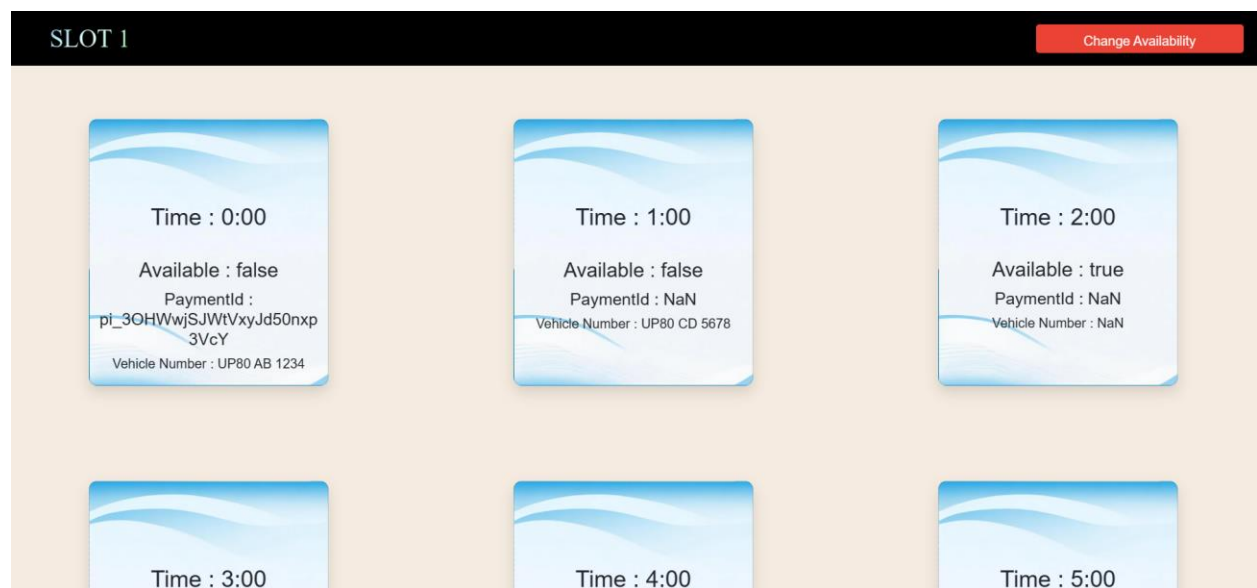 SLOT 1
Change Availability
Time : 0:00
Available : false
PaymentId :
pi_3OHWwjSJWtVxyJd50nxp
3VcY
Vehicle Number : UP80 AB 1234
Time : 1:00
Available : false
PaymentId : NaN
Vehicle Number : UP80 CD 5678
Time : 2:00
Available : true
PaymentId : NaN
Vehicle Number : NaN
Time : 3:00
Time : 4:00
Time : 5:00